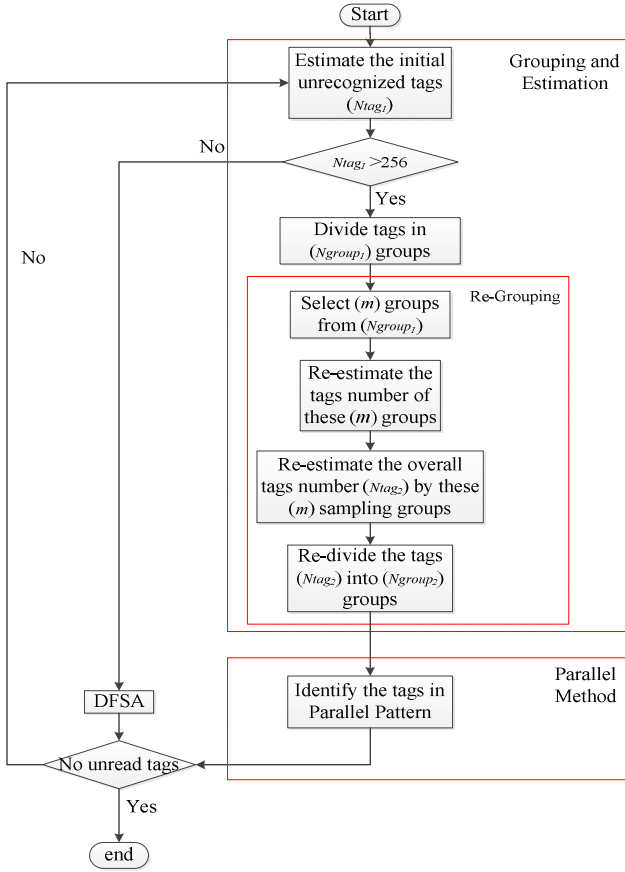 Start
Grouping and
Estimation
Estimate the initial
unrecognized tags
(Ntag₁)
No
Ntag₁ >256
Yes
Divide tags in
(Ngroup₁) groups
No
Re-Grouping
Select (m) groups
from (Ngroup₁)
Re-estimate the
tags number of
these (m) groups
Re-estimate the overall
tags number (Ntag₂) by these
(m) sampling groups
Re-divide the tags
(Ntag₂) into (Ngroup₂)
groups
Parallel
Method
Identify the tags in
Parallel Pattern
DFSA
No unread tags
Yes
end